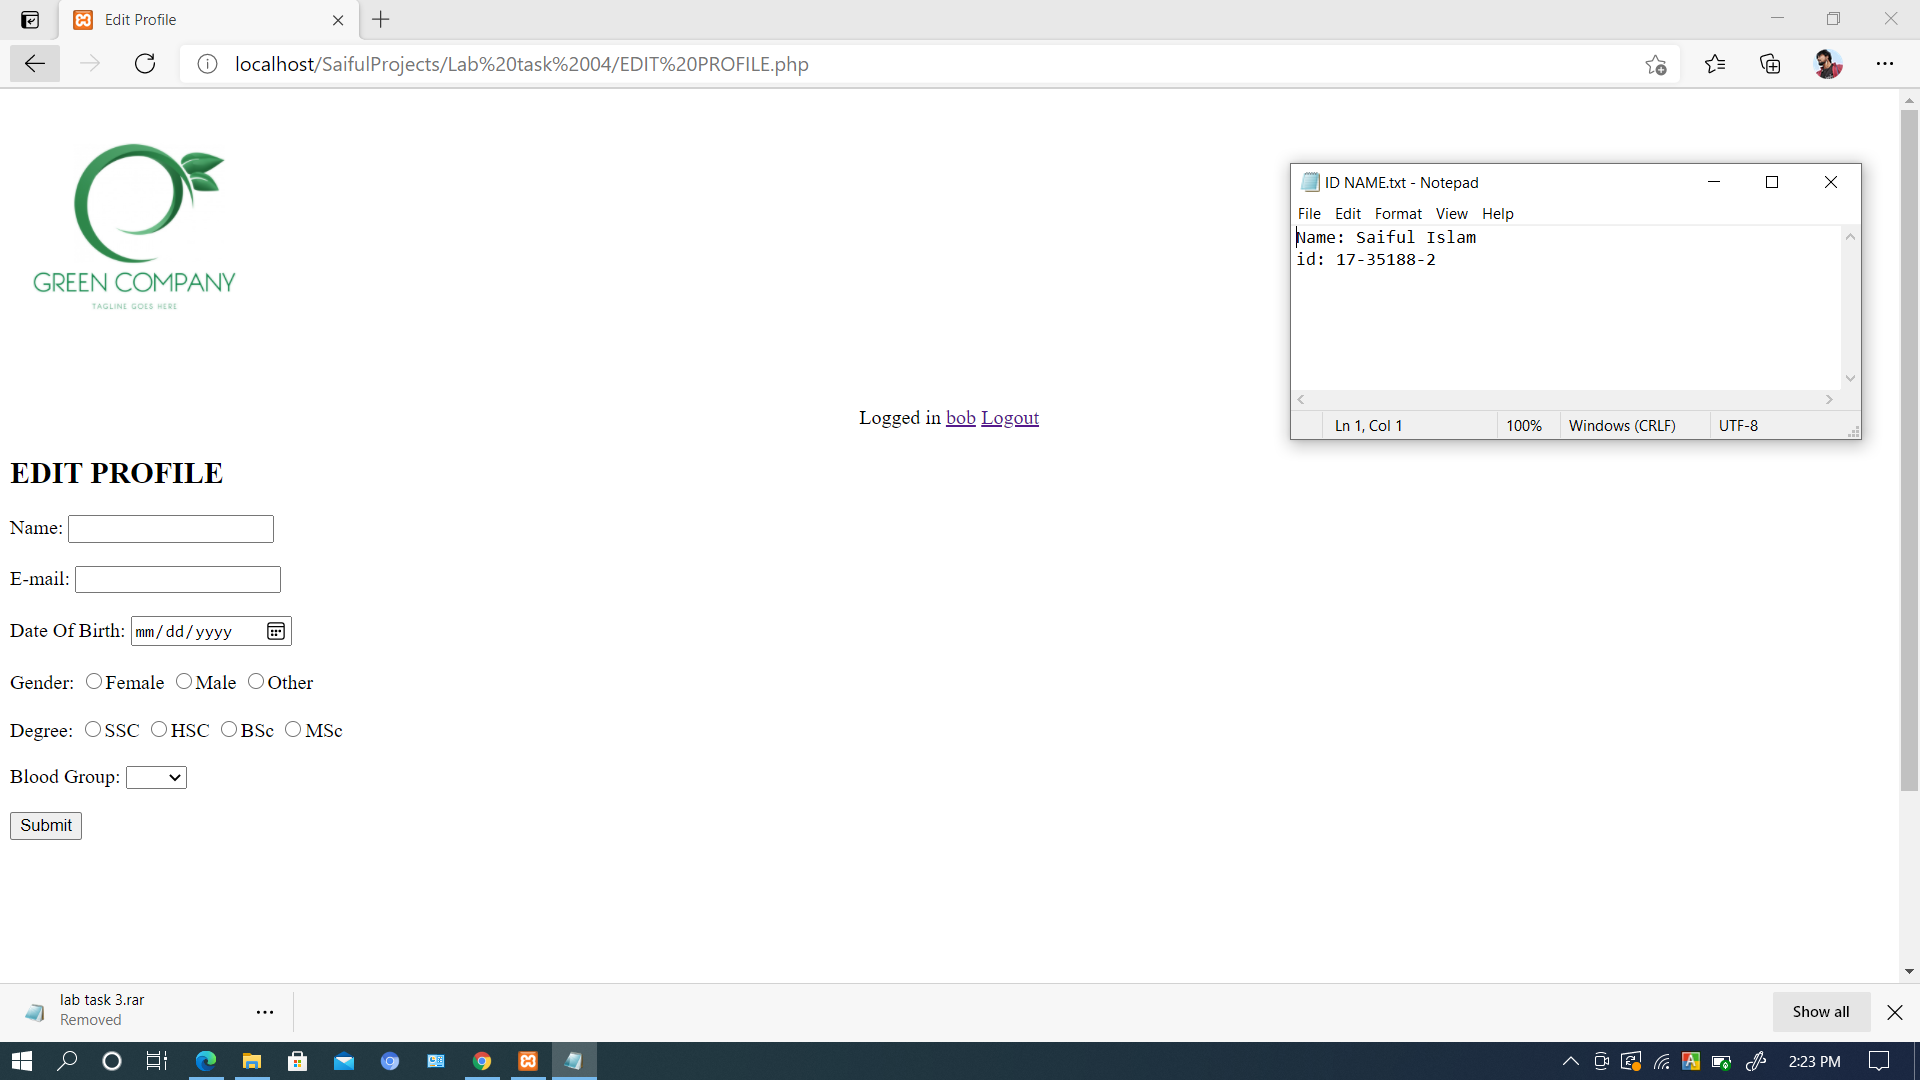 Edit Profile
localhost/SaifulProjects/Lab%20task%2004/EDIT%20PROFILE.php
GREEN COMPANY
TAGLINE GOES HERE
ID NAME.txt - Notepad
File Edit Format View Help
Name: Saiful Islam
id: 17-35188-2
Ln 1, Col 1 100% Windows (CRLF) UTF-8
Logged in bob Logout
EDIT PROFILE
Name:
E-mail:
Date Of Birth: mm/dd/yyyy
Gender: Female Male Other
Degree: SSC HSC BSc MSc
Blood Group:
Submit
lab task 3.rar
Removed
Show all
2:23 PM